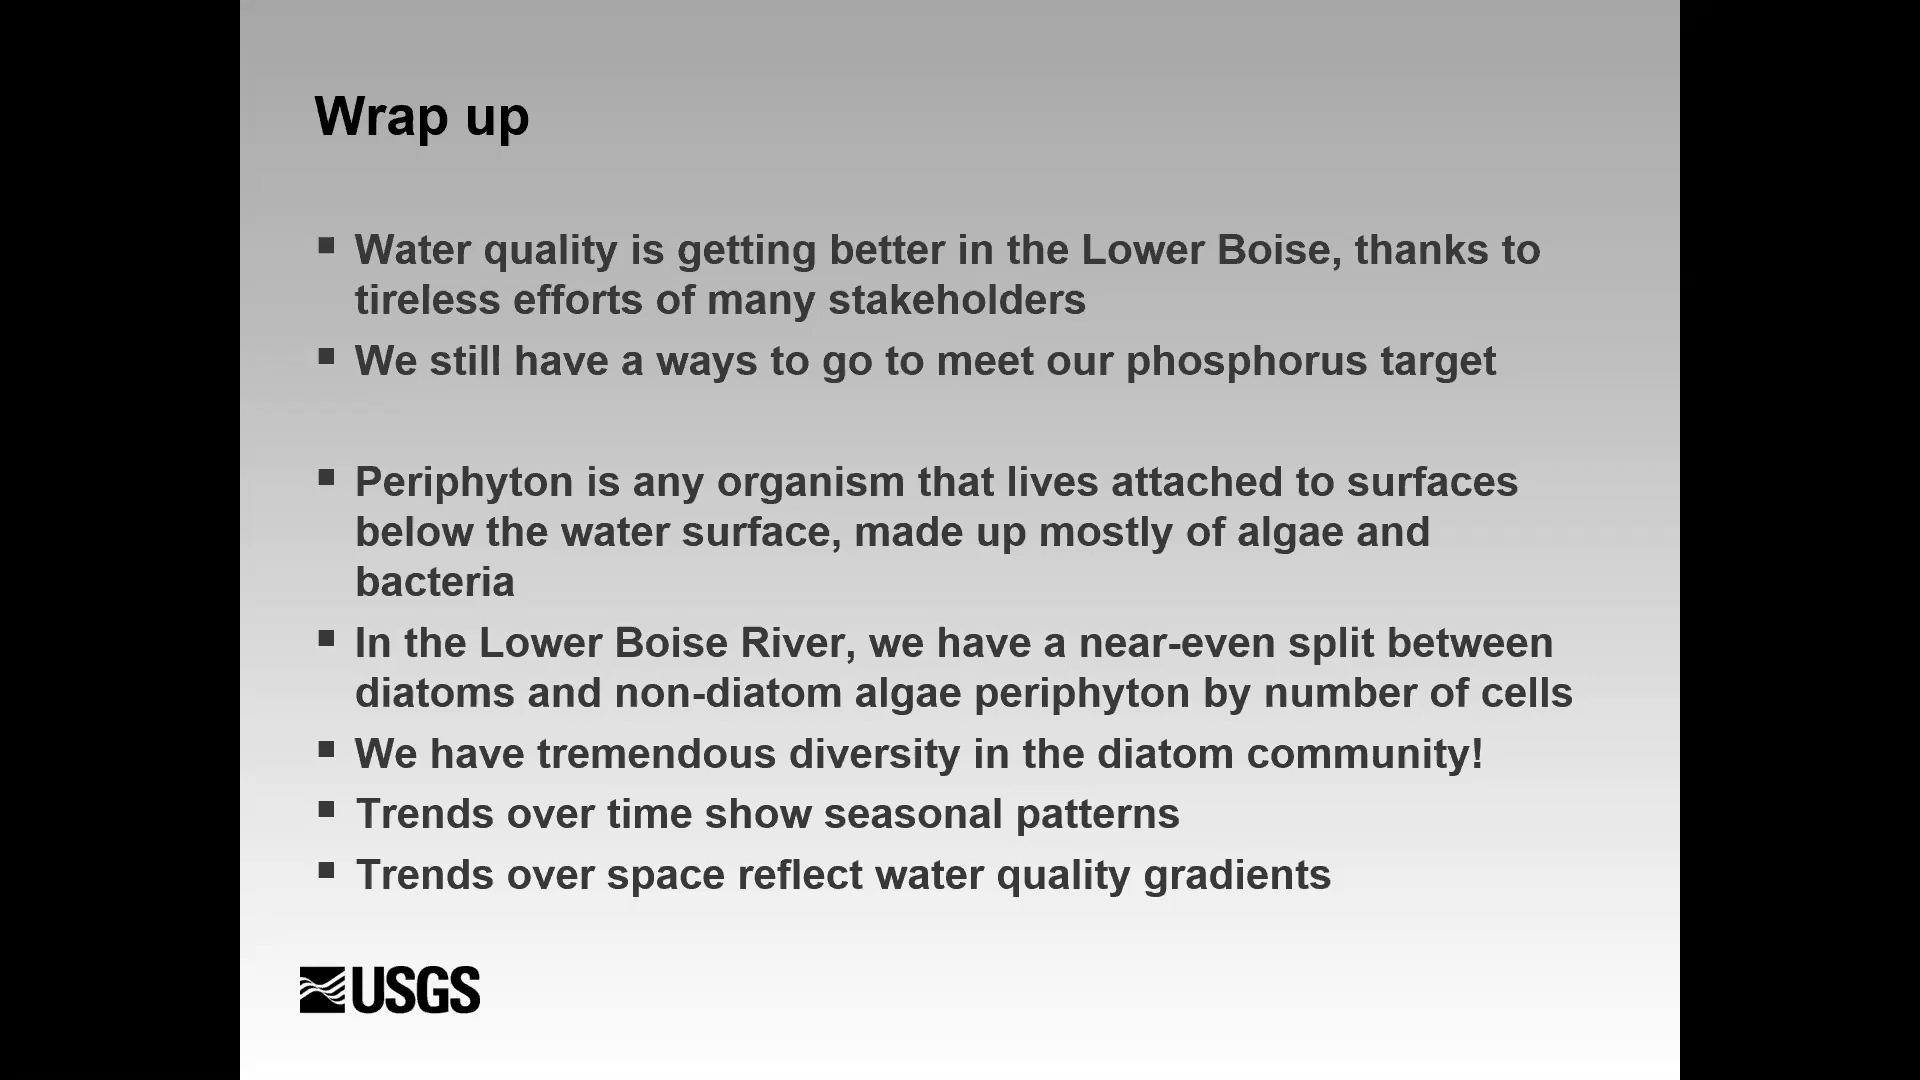 Wrap up
▪ Water quality is getting better in the Lower Boise, thanks to
tireless efforts of many stakeholders
▪ We still have a ways to go to meet our phosphorus target
▪ Periphyton is any organism that lives attached to surfaces
below the water surface, made up mostly of algae and
bacteria
▪ In the Lower Boise River, we have a near-even split between
diatoms and non-diatom algae periphyton by number of cells
▪ We have tremendous diversity in the diatom community!
▪ Trends over time show seasonal patterns
▪ Trends over space reflect water quality gradients
USGS